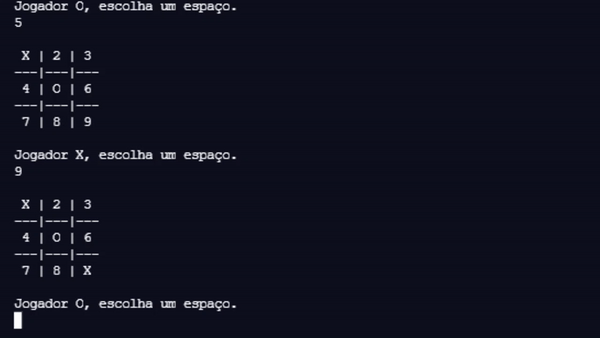 Jogador O, escolha um espaço.
5
X | 2 | 3
---|---|---
4 | O | 6
---|---|---
7 | 8 | 9
Jogador X, escolha um espaço.
9
X | 2 | 3
---|---|---
4 | O | 6
---|---|---
7 | 8 | X
Jogador O, escolha um espaço.